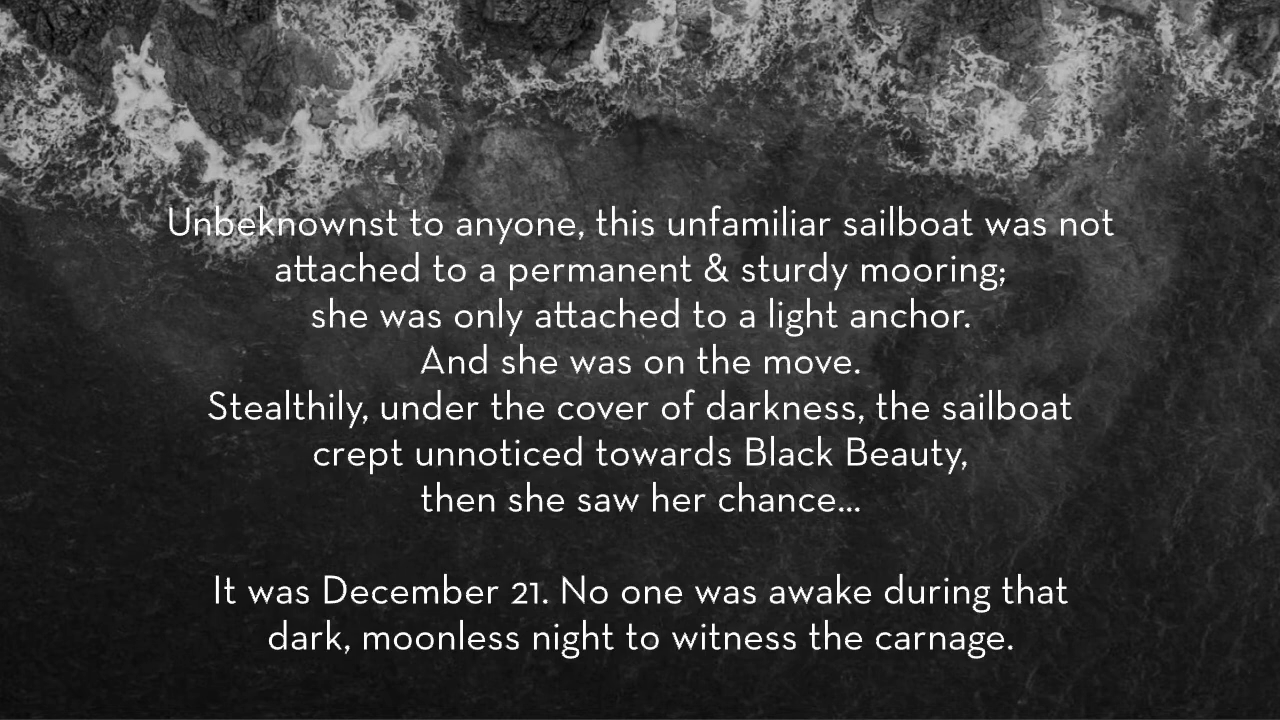 Unbeknownst to anyone, this unfamiliar sailboat was not
attached to a permanent & sturdy mooring;
she was only attached to a light anchor.
And she was on the move.
Stealthily, under the cover of darkness, the sailboat
crept unnoticed towards Black Beauty,
then she saw her chance...
It was December 21. No one was awake during that
dark, moonless night to witness the carnage.